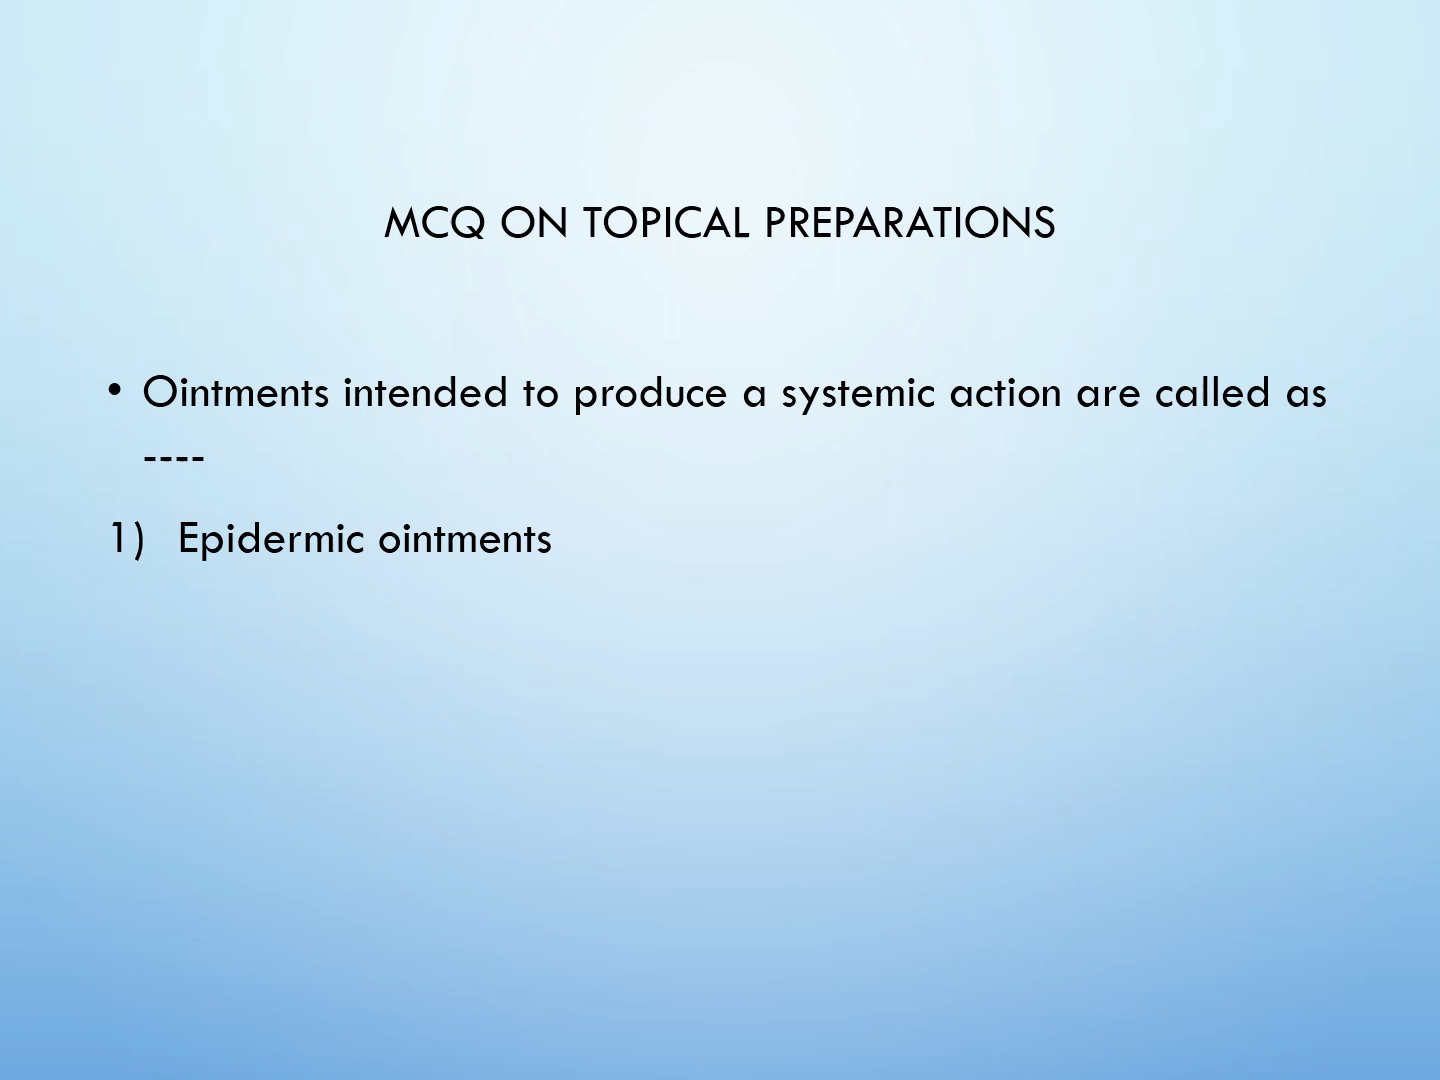 MCQ ON TOPICAL PREPARATIONS
• Ointments intended to produce a systemic action are called as
----
1) Epidermic ointments